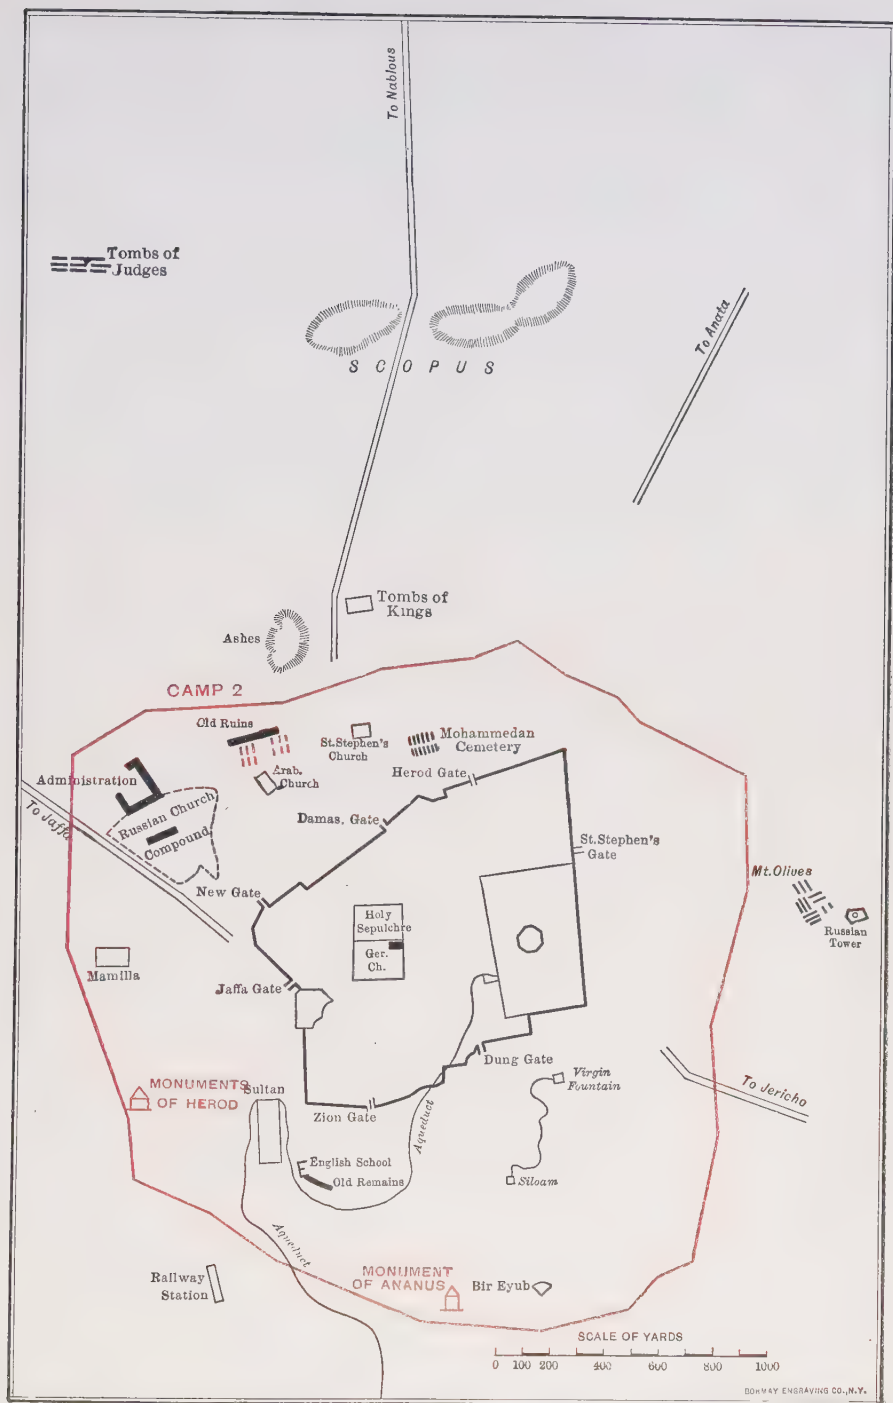 To Nablous
Tombs of
Judges
SCOPUS
To Anata
Tombs of
Kings
Ashes
CAMP 2
Old Ruins
St. Stephen's
Church
Mohammedan
Cemetery
Arab.
Church
Herod Gate
Administration
Russian Church
Compound
To Jaffa
Damas. Gate
St. Stephen's
Gate
Mt. Olives
New Gate
Holy
Sepulchre
Ger.
Ch.
Russian
Tower
Mamilla
Jaffa Gate
Dung Gate
Virgin
Fountain
To Jericho
MONUMENTS
OF HEROD
Sultan
Zion Gate
Aqueduct
English School
Old Remains
Siloam
Aqueduct
Railway
Station
MONUMENT
OF ANANUS
Bir Eyub
SCALE OF YARDS
0 100 200 400 600 800 1000
BORMAY ENGRAVING CO., N.Y.